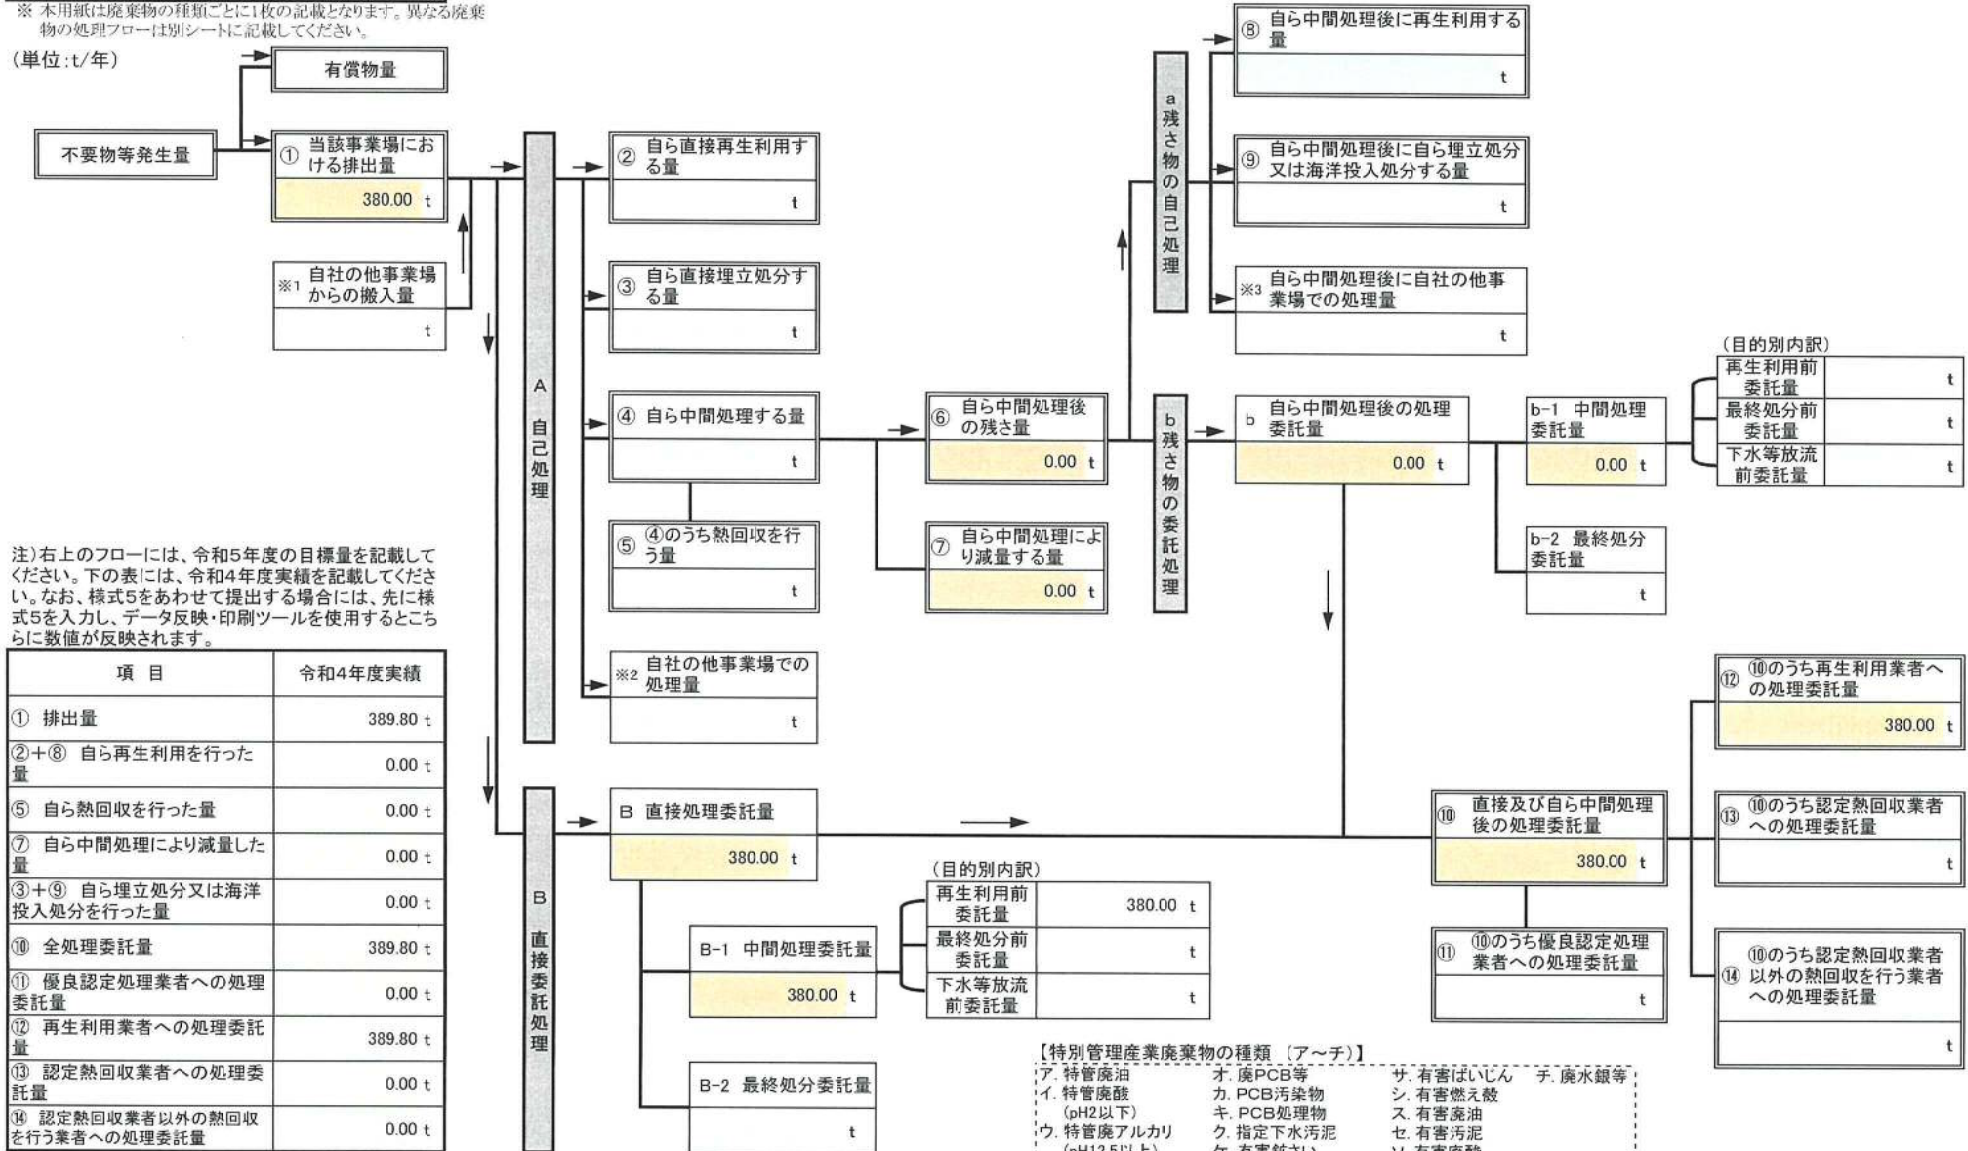 ※ 本用紙は廃棄物の種類ごとに1枚の記載となります。異なる廃棄
物の処理フローは別シートに記載してください。
(単位:t/年)
有償物量
不要物等発生量
① 当該事業場にお
ける排出量
380.00 t
※1 自社の他事業場
からの搬入量
t
A 自己処理
② 自ら直接再生利用す
る量
t
③ 自ら直接埋立処分す
る量
t
④ 自ら中間処理する量
t
⑤ ④のうち熱回収を行
う量
t
※2 自社の他事業場での
処理量
t
⑥ 自ら中間処理後
の残さ量
0.00 t
⑦ 自ら中間処理によ
り減量する量
0.00 t
a 残さ物の自己処理
⑧ 自ら中間処理後に再生利用する
量
t
⑨ 自ら中間処理後に自ら埋立処分
又は海洋投入処分する量
t
※3 自ら中間処理後に自社の他事
業場での処理量
t
b 残さ物の委託処理
b 自ら中間処理後の処理
委託量
0.00 t
b-1 中間処理
委託量
0.00 t
(目的別内訳)
再生利用前
委託量 t
最終処分前
委託量 t
下水等放流
前委託量 t
b-2 最終処分
委託量
t
注)右上のフローには、令和5年度の目標量を記載して
ください。下の表には、令和4年度実績を記載してくださ
い。なお、様式5をあわせて提出する場合には、先に様
式5を入力し、データ反映・印刷ツールを使用するとこち
らに数値が反映されます。
項 目 令和4年度実績
① 排出量 389.80 t
②+⑧ 自ら再生利用を行った
量 0.00 t
⑤ 自ら熱回収を行った量 0.00 t
⑦ 自ら中間処理により減量した
量 0.00 t
③+⑨ 自ら埋立処分又は海洋
投入処分を行った量 0.00 t
⑩ 全処理委託量 389.80 t
⑪ 優良認定処理業者への処理
委託量 0.00 t
⑫ 再生利用業者への処理委託
量 389.80 t
⑬ 認定熱回収業者への処理委
託量 0.00 t
⑭ 認定熱回収業者以外の熱回収
を行う業者への処理委託量 0.00 t
B 直接委託処理
B 直接処理委託量
380.00 t
B-1 中間処理委託量
380.00 t
(目的別内訳)
再生利用前
委託量 380.00 t
最終処分前
委託量 t
下水等放流
前委託量 t
B-2 最終処分委託量
t
⑩ 直接及び自ら中間処理
後の処理委託量
380.00 t
⑪ ⑩のうち優良認定処理
業者への処理委託量
t
⑫ ⑩のうち再生利用業者へ
の処理委託量
380.00 t
⑬ ⑩のうち認定熱回収業者
への処理委託量
t
⑭ ⑩のうち認定熱回収業者
以外の熱回収を行う業者
への処理委託量
t
【特別管理産業廃棄物の種類 (ア~チ)】
ア. 特管廃油 オ. 廃PCB等 サ. 有害ばいじん チ. 廃水銀等
イ. 特管廃酸 カ. PCB汚染物 シ. 有害燃え殻
(pH2以下) キ. PCB処理物 ス. 有害廃油
ウ. 特管廃アルカリ ク. 指定下水汚泥 セ. 有害汚泥
(pH12.5以上) ケ. 有害鉱さい ソ. 有害廃酸